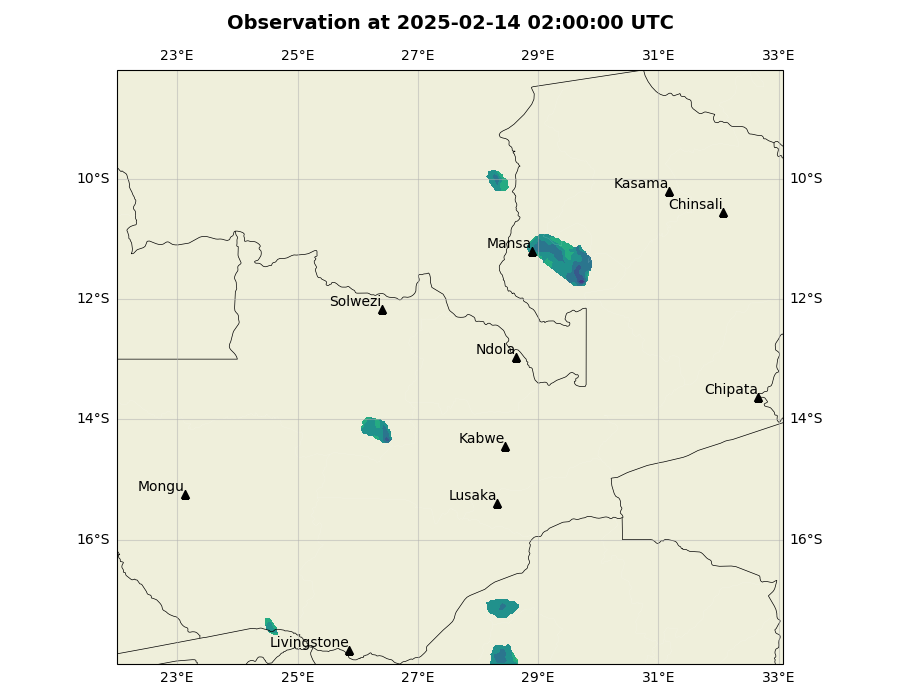 Observation at 2025-02-14 02:00:00 UTC
23°E 25°E 27°E 29°E 31°E 33°E
10°S 10°S
Kasama
Chinsali
Mansa
12°S 12°S
Solwezi
Ndola
Chipata
14°S 14°S
Kabwe
Mongu
Lusaka
16°S 16°S
Livingstone
23°E 25°E 27°E 29°E 31°E 33°E